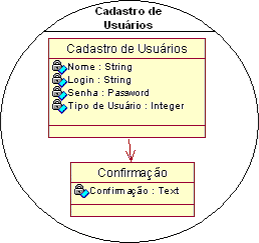 Cadastro de
Usuários
Cadastro de Usuários
Nome : String
Login : String
Senha : Password
Tipo de Usuário : Integer
Confirmação
Confirmação : Text